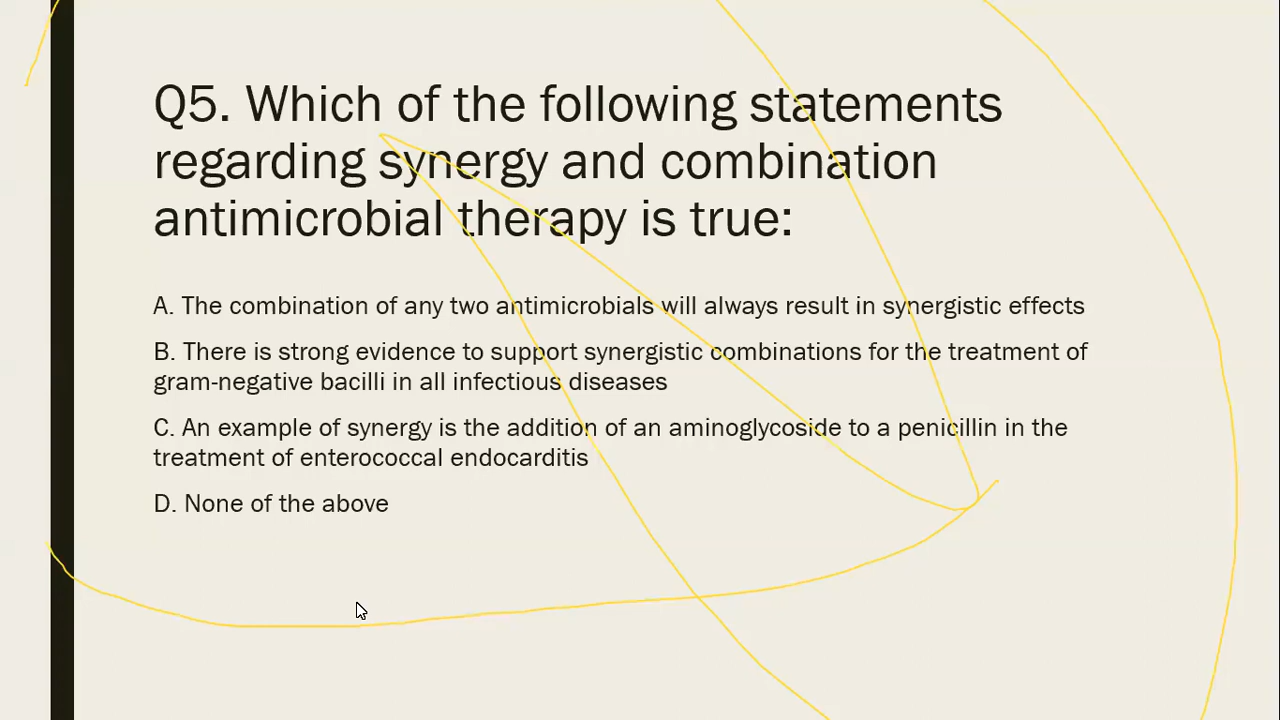 Q5. Which of the following statements
regarding synergy and combination
antimicrobial therapy is true:
A. The combination of any two antimicrobials will always result in synergistic effects
B. There is strong evidence to support synergistic combinations for the treatment of
gram-negative bacilli in all infectious diseases
C. An example of synergy is the addition of an aminoglycoside to a penicillin in the
treatment of enterococcal endocarditis
D. None of the above